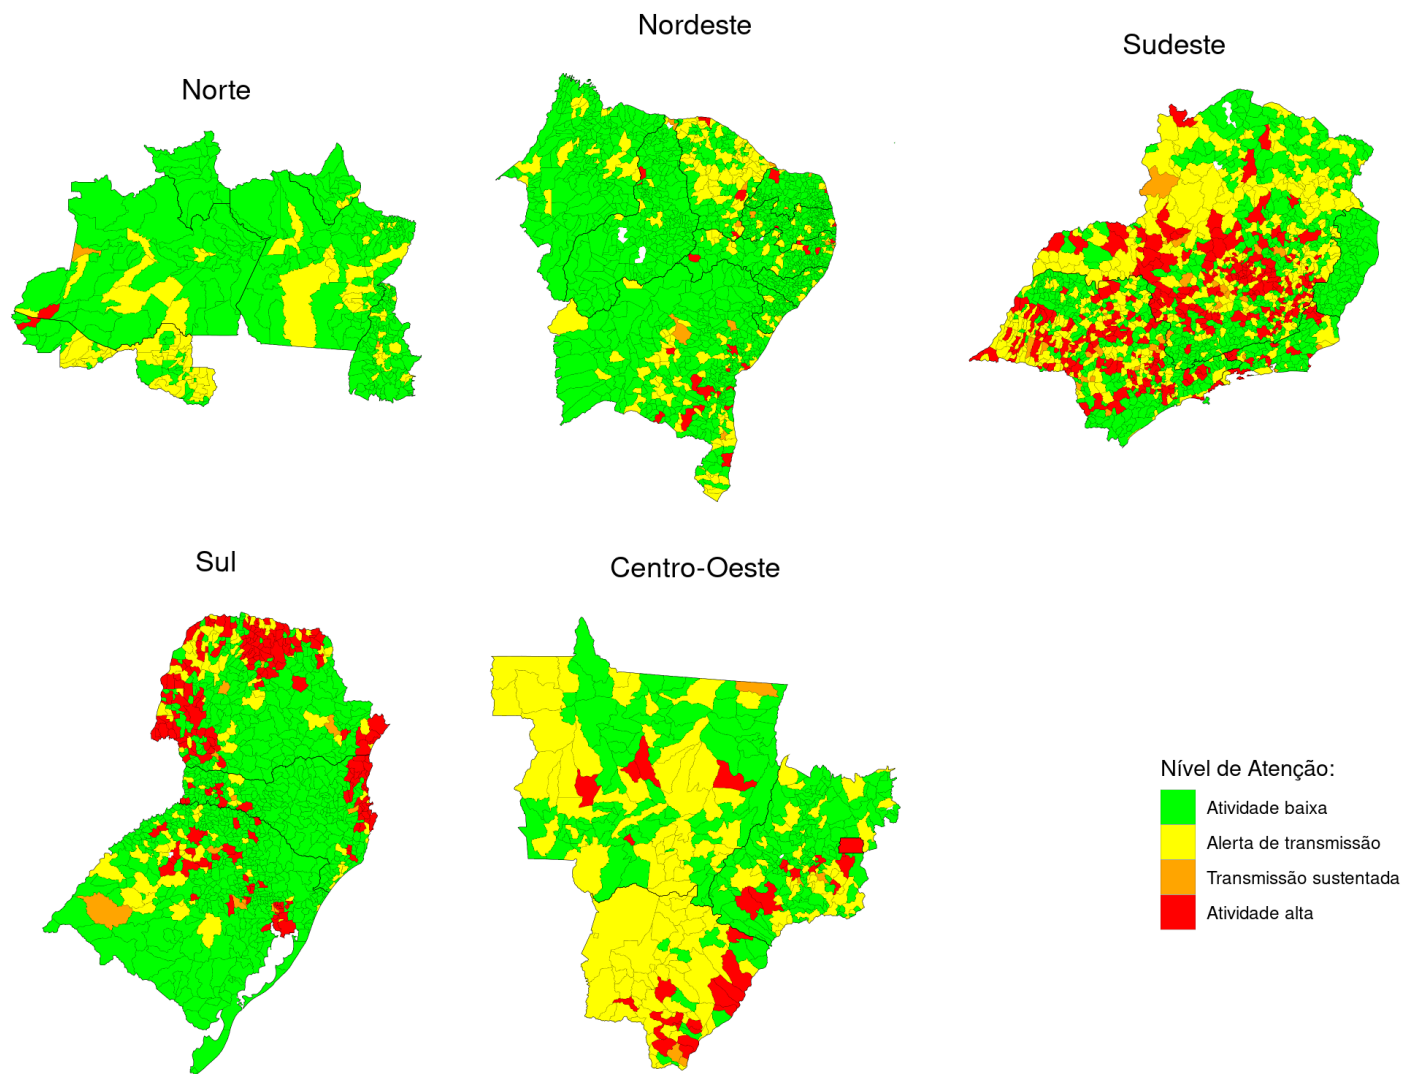 Nordeste
Sudeste
Norte
Sul
Centro-Oeste
Nível de Atenção:
Atividade baixa
Alerta de transmissão
Transmissão sustentada
Atividade alta